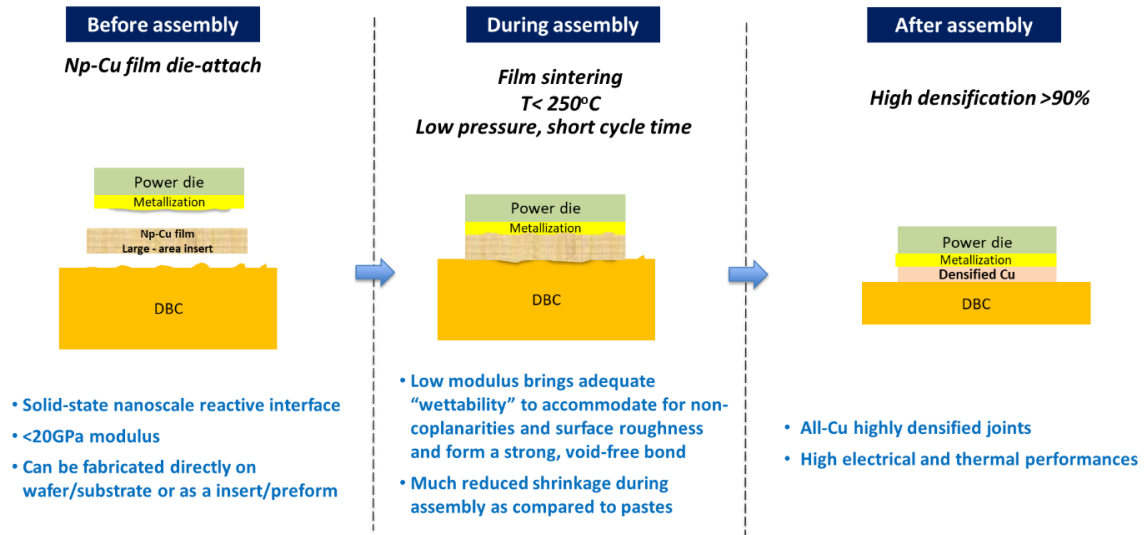 Before assembly
Np-Cu film die-attach
Power die
Metallization
Np-Cu film
Large - area insert
DBC
• Solid-state nanoscale reactive interface
• <20GPa modulus
• Can be fabricated directly on
wafer/substrate or as a insert/preform
During assembly
Film sintering
T< 250°C
Low pressure, short cycle time
Power die
Metallization
DBC
• Low modulus brings adequate
“wettability” to accommodate for non-
coplanarities and surface roughness
and form a strong, void-free bond
• Much reduced shrinkage during
assembly as compared to pastes
After assembly
High densification >90%
Power die
Metallization
Densified Cu
DBC
• All-Cu highly densified joints
• High electrical and thermal performances